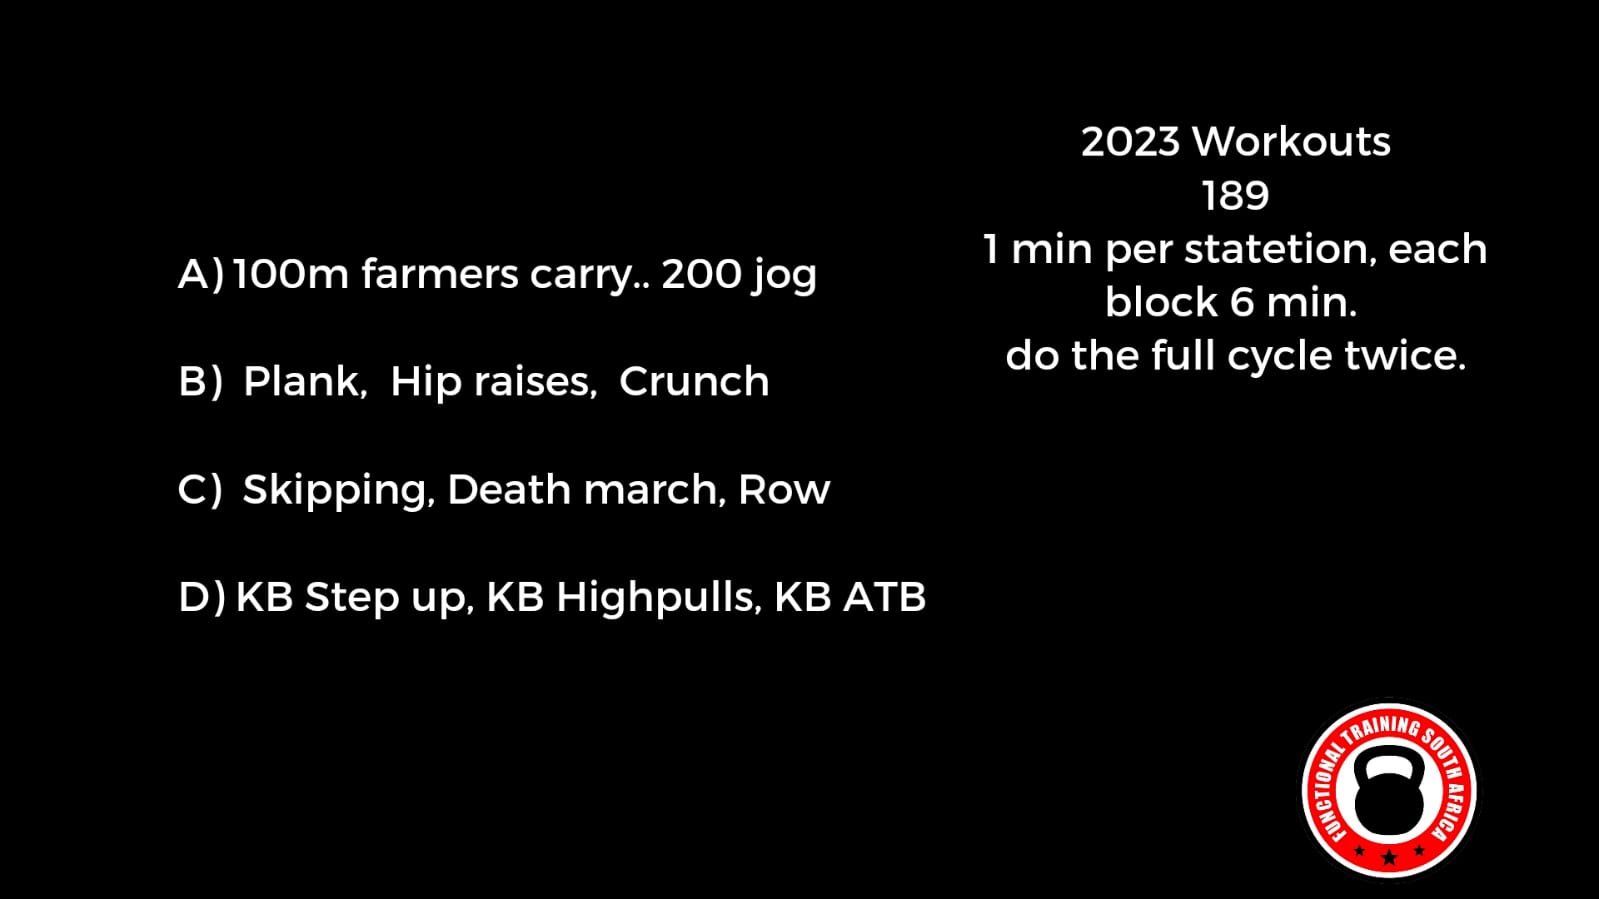 2023 Workouts
189
1 min per statetion, each
block 6 min.
do the full cycle twice.
A) 100m farmers carry.. 200 jog
B) Plank, Hip raises, Crunch
C) Skipping, Death march, Row
D) KB Step up, KB Highpulls, KB ATB
FUNCTIONAL TRAINING SOUTH AFRICA